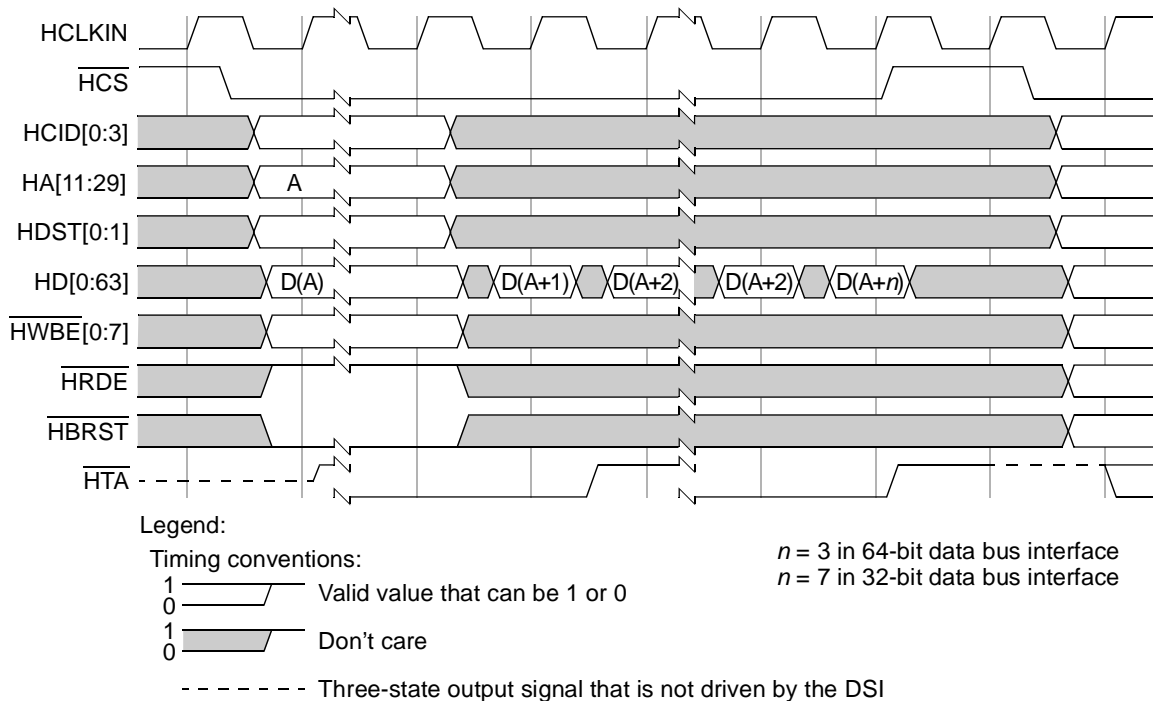 HCLKIN
HCS
HCID[0:3]
HA[11:29] A
HDST[0:1]
HD[0:63] D(A) D(A+1) D(A+2) D(A+2) D(A+n)
HWBE[0:7]
HRDE
HBRST
HTA
Legend:
Timing conventions:
1
0
Valid value that can be 1 or 0
1
0
Don't care
Three-state output signal that is not driven by the DSI
n = 3 in 64-bit data bus interface
n = 7 in 32-bit data bus interface